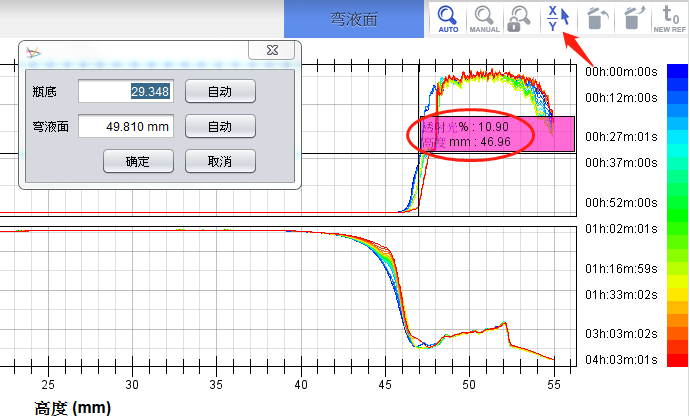 弯液面
X
Y
t0
AUTO
MANUAL
NEW REF
瓶底
29.348
自动
弯液面
49.810 mm
自动
确定
取消
透射光% : 10.90
高度 mm : 46.96
00h:00m:00s
00h:12m:00s
00h:27m:01s
00h:37m:00s
00h:52m:00s
01h:02m:01s
01h:16m:59s
01h:33m:02s
03h:03m:02s
04h:03m:01s
25 30 35 40 45 50 55
高度 (mm)